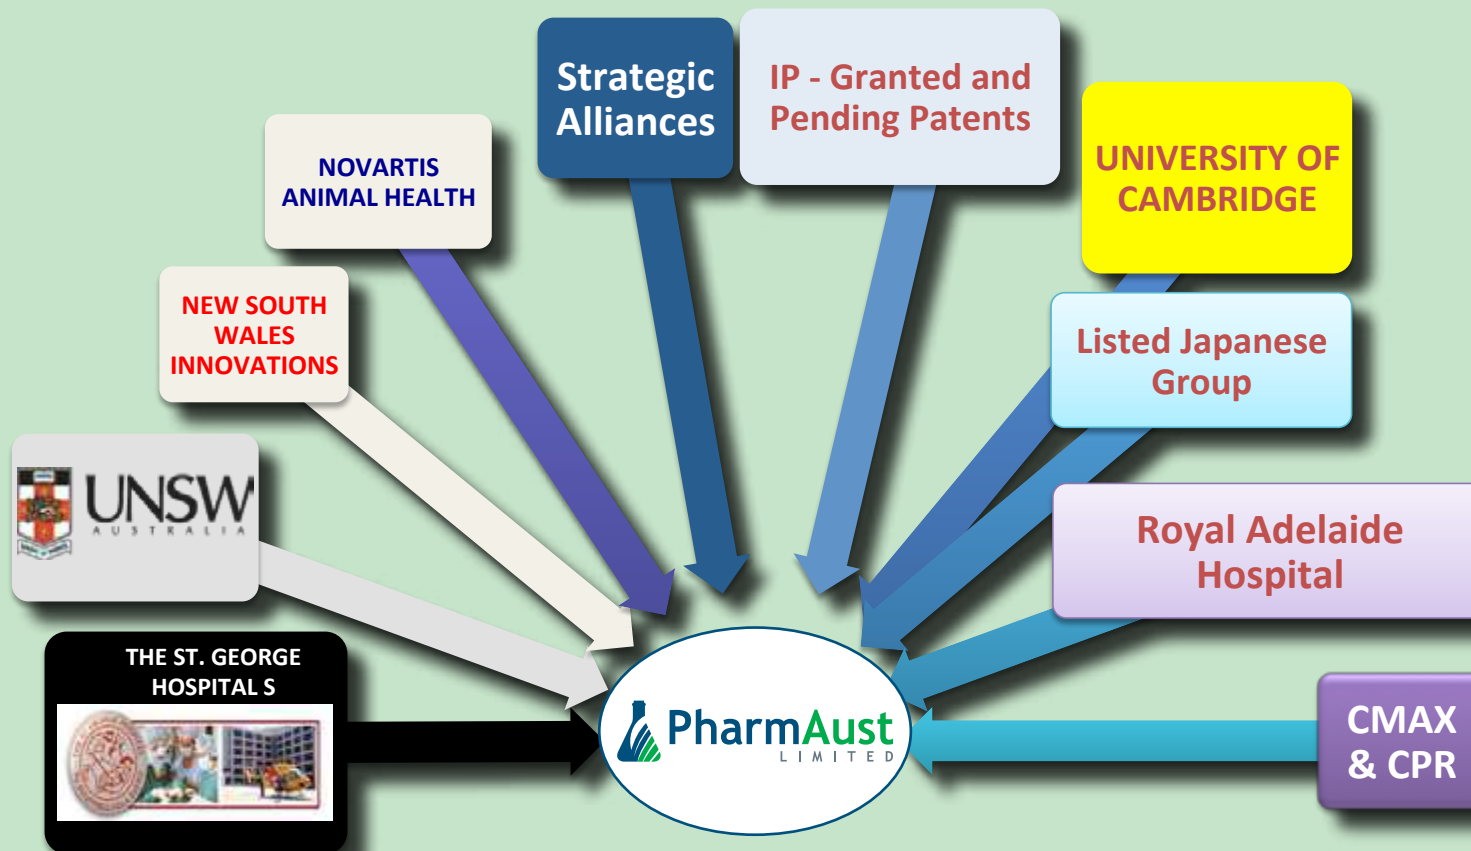 Strategic
Alliances
IP - Granted and
Pending Patents
NOVARTIS
ANIMAL HEALTH
UNIVERSITY OF
CAMBRIDGE
NEW SOUTH
WALES
INNOVATIONS
Listed Japanese
Group
UNSW
AUSTRALIA
Royal Adelaide
Hospital
THE ST. GEORGE
HOSPITAL S
PharmAust
LIMITED
CMAX
& CPR